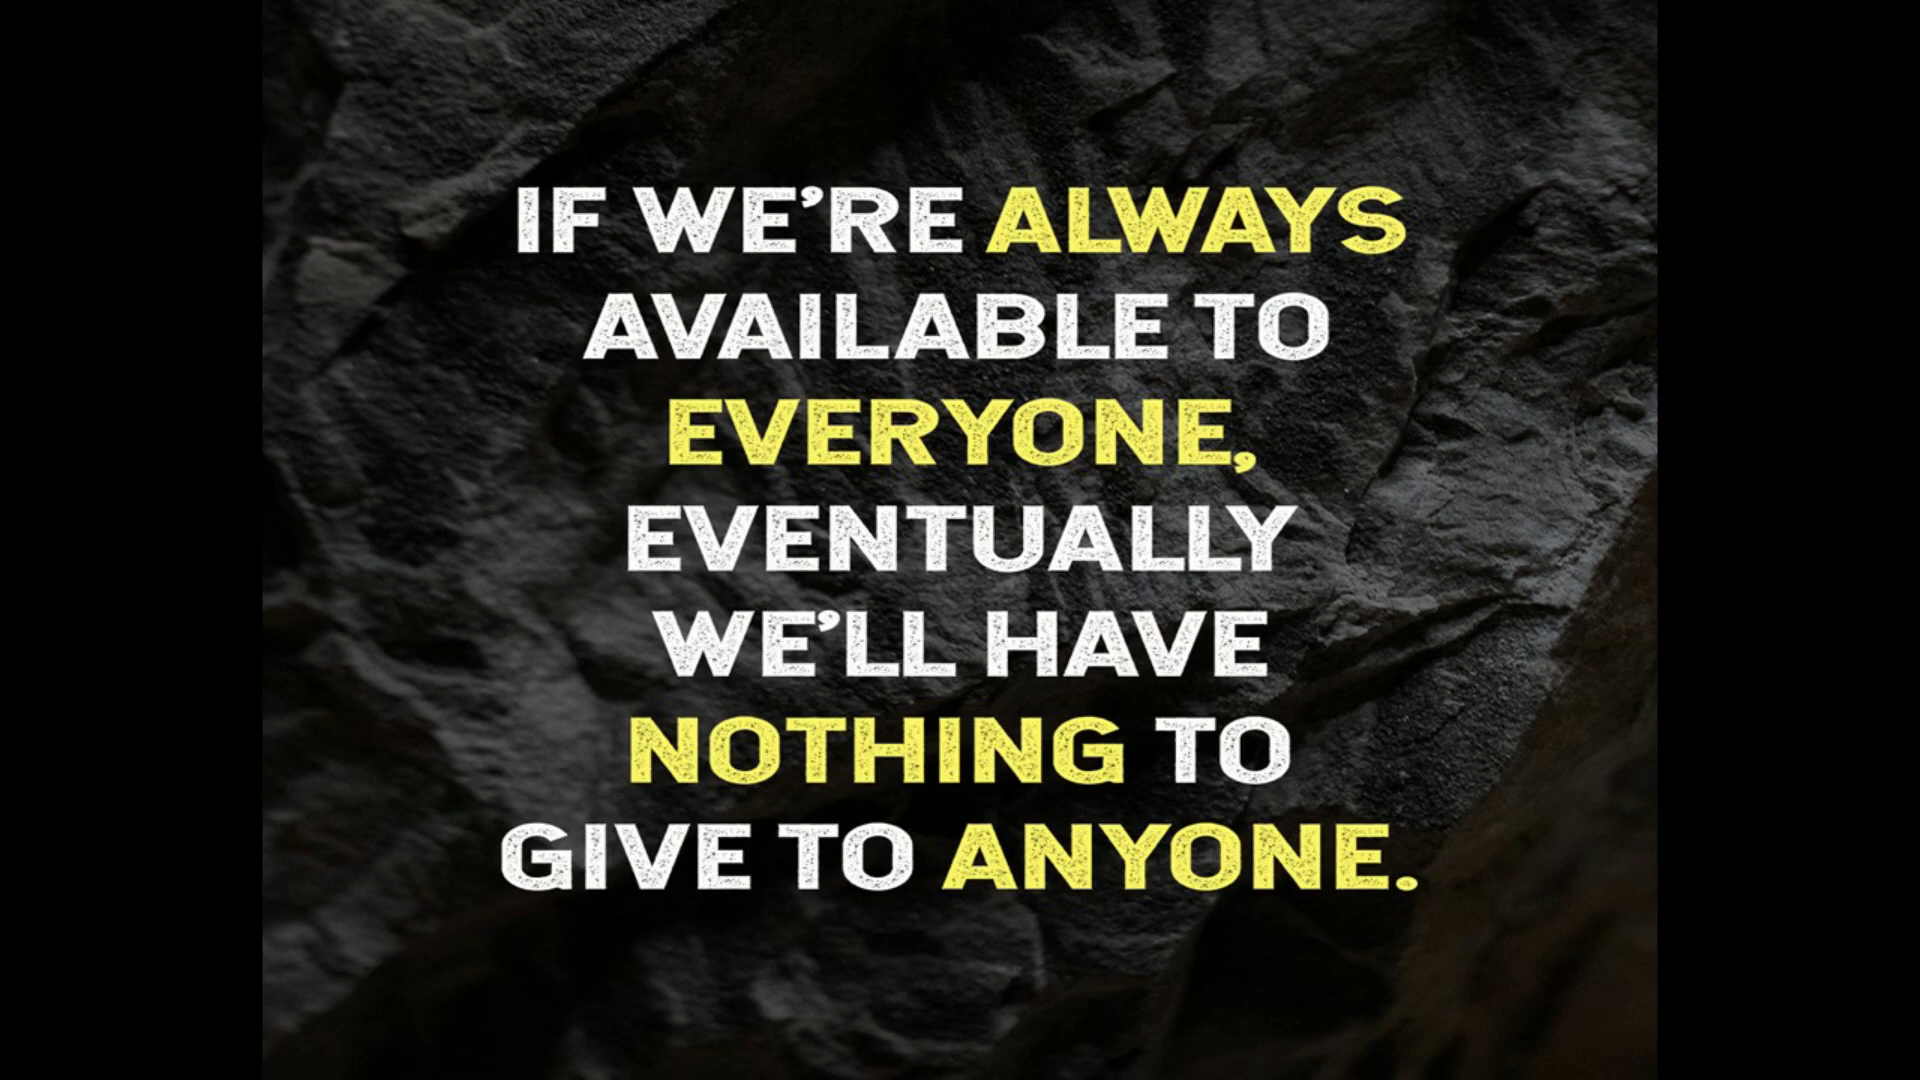 IF WE’RE ALWAYS
AVAILABLE TO
EVERYONE,
EVENTUALLY
WE’LL HAVE
NOTHING TO
GIVE TO ANYONE.